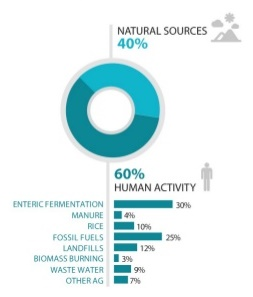 NATURAL SOURCES
40%
60%
HUMAN ACTIVITY
ENTERIC FERMENTATION 30%
MANURE 4%
RICE 10%
FOSSIL FUELS 25%
LANDFILLS 12%
BIOMASS BURNING 3%
WASTE WATER 9%
OTHER AG 7%